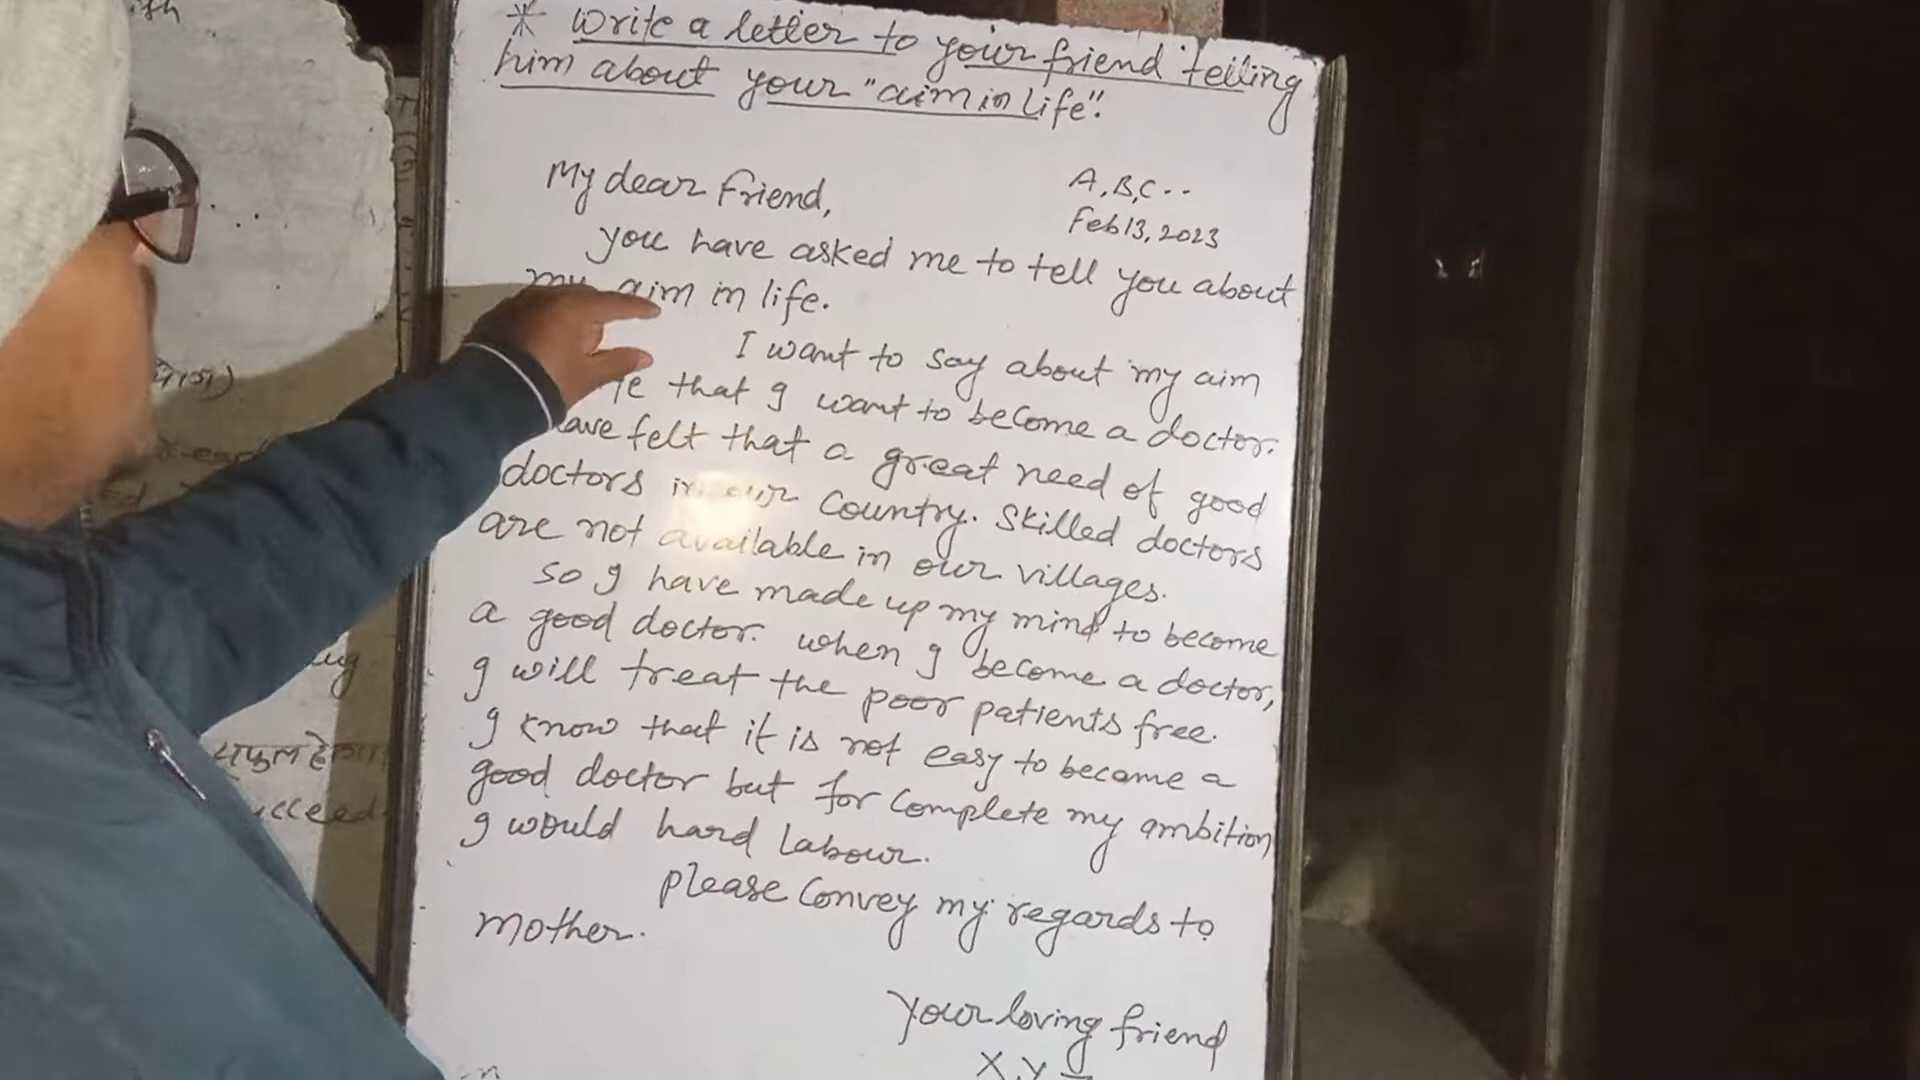 * Write a letter to your friend telling
him about your "aim in life".
A,B,C..
Feb 13, 2023
My dear friend,
you have asked me to tell you about
my aim in life.
I want to say about my aim
that I want to become a doctor.
have felt that a great need of good
doctors in our country. Skilled doctors
are not available in our villages.
so I have made up my mind to become
a good doctor. when I become a doctor,
I will treat the poor patients free.
I know that it is not easy to become a
good doctor but for complete my ambition
I would hard labour.
please convey my regards to
mother.
your loving friend
X, Y Z